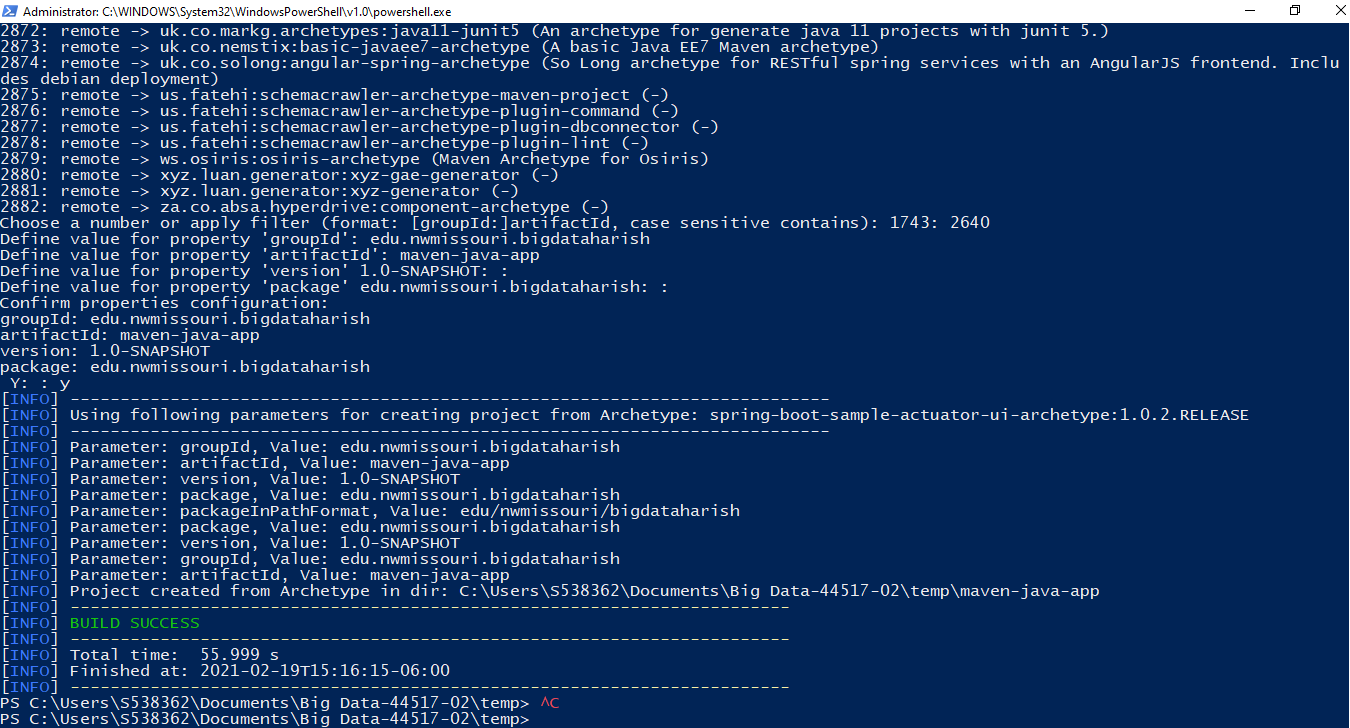 Administrator: C:\WINDOWS\System32\WindowsPowerShell\v1.0\powershell.exe
2872: remote -> uk.co.markg.archetypes:java11-junit5 (An archetype for generate java 11 projects with junit 5.)
2873: remote -> uk.co.nemstix:basic-javaee7-archetype (A basic Java EE7 Maven archetype)
2874: remote -> uk.co.solong:angular-spring-archetype (So Long archetype for RESTful spring services with an AngularJS frontend. Inclu
des debian deployment)
2875: remote -> us.fatehi:schemacrawler-archetype-maven-project (-)
2876: remote -> us.fatehi:schemacrawler-archetype-plugin-command (-)
2877: remote -> us.fatehi:schemacrawler-archetype-plugin-dbconnector (-)
2878: remote -> us.fatehi:schemacrawler-archetype-plugin-lint (-)
2879: remote -> ws.osiris:osiris-archetype (Maven Archetype for Osiris)
2880: remote -> xyz.luan.generator:xyz-gae-generator (-)
2881: remote -> xyz.luan.generator:xyz-generator (-)
2882: remote -> za.co.absa.hyperdrive:component-archetype (-)
Choose a number or apply filter (format: [groupId:]artifactId, case sensitive contains): 1743: 2640
Define value for property 'groupId': edu.nwmissouri.bigdataharish
Define value for property 'artifactId': maven-java-app
Define value for property 'version' 1.0-SNAPSHOT: :
Define value for property 'package' edu.nwmissouri.bigdataharish: :
Confirm properties configuration:
groupId: edu.nwmissouri.bigdataharish
artifactId: maven-java-app
version: 1.0-SNAPSHOT
package: edu.nwmissouri.bigdataharish
 Y: : y
[INFO] ----------------------------------------------------------------------------
[INFO] Using following parameters for creating project from Archetype: spring-boot-sample-actuator-ui-archetype:1.0.2.RELEASE
[INFO] ----------------------------------------------------------------------------
[INFO] Parameter: groupId, Value: edu.nwmissouri.bigdataharish
[INFO] Parameter: artifactId, Value: maven-java-app
[INFO] Parameter: version, Value: 1.0-SNAPSHOT
[INFO] Parameter: package, Value: edu.nwmissouri.bigdataharish
[INFO] Parameter: packageInPathFormat, Value: edu/nwmissouri/bigdataharish
[INFO] Parameter: package, Value: edu.nwmissouri.bigdataharish
[INFO] Parameter: version, Value: 1.0-SNAPSHOT
[INFO] Parameter: groupId, Value: edu.nwmissouri.bigdataharish
[INFO] Parameter: artifactId, Value: maven-java-app
[INFO] Project created from Archetype in dir: C:\Users\S538362\Documents\Big Data-44517-02\temp\maven-java-app
[INFO] ------------------------------------------------------------------------
[INFO] BUILD SUCCESS
[INFO] ------------------------------------------------------------------------
[INFO] Total time:  55.999 s
[INFO] Finished at: 2021-02-19T15:16:15-06:00
[INFO] ------------------------------------------------------------------------
PS C:\Users\S538362\Documents\Big Data-44517-02\temp> ^C
PS C:\Users\S538362\Documents\Big Data-44517-02\temp>